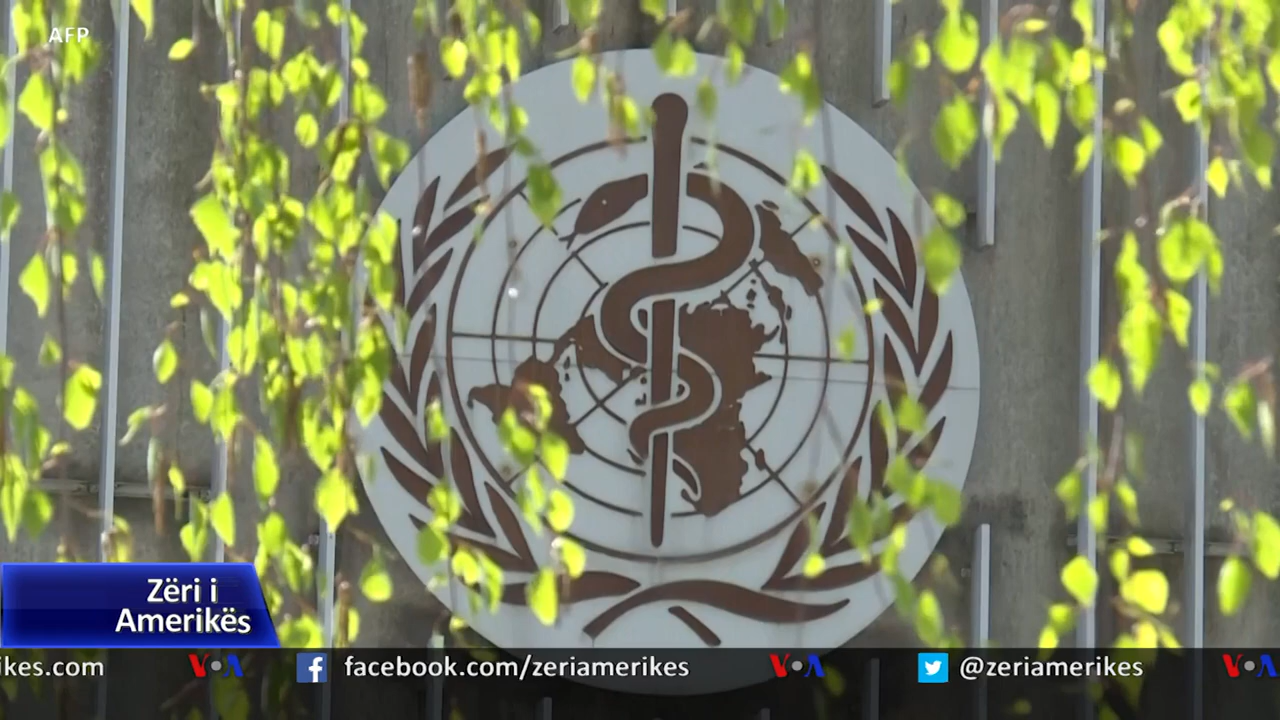 AFP
Zëri i
Amerikës
ikes.com
VOA
facebook.com/zeriamerikes
VOA
@zeriamerikes
VOA